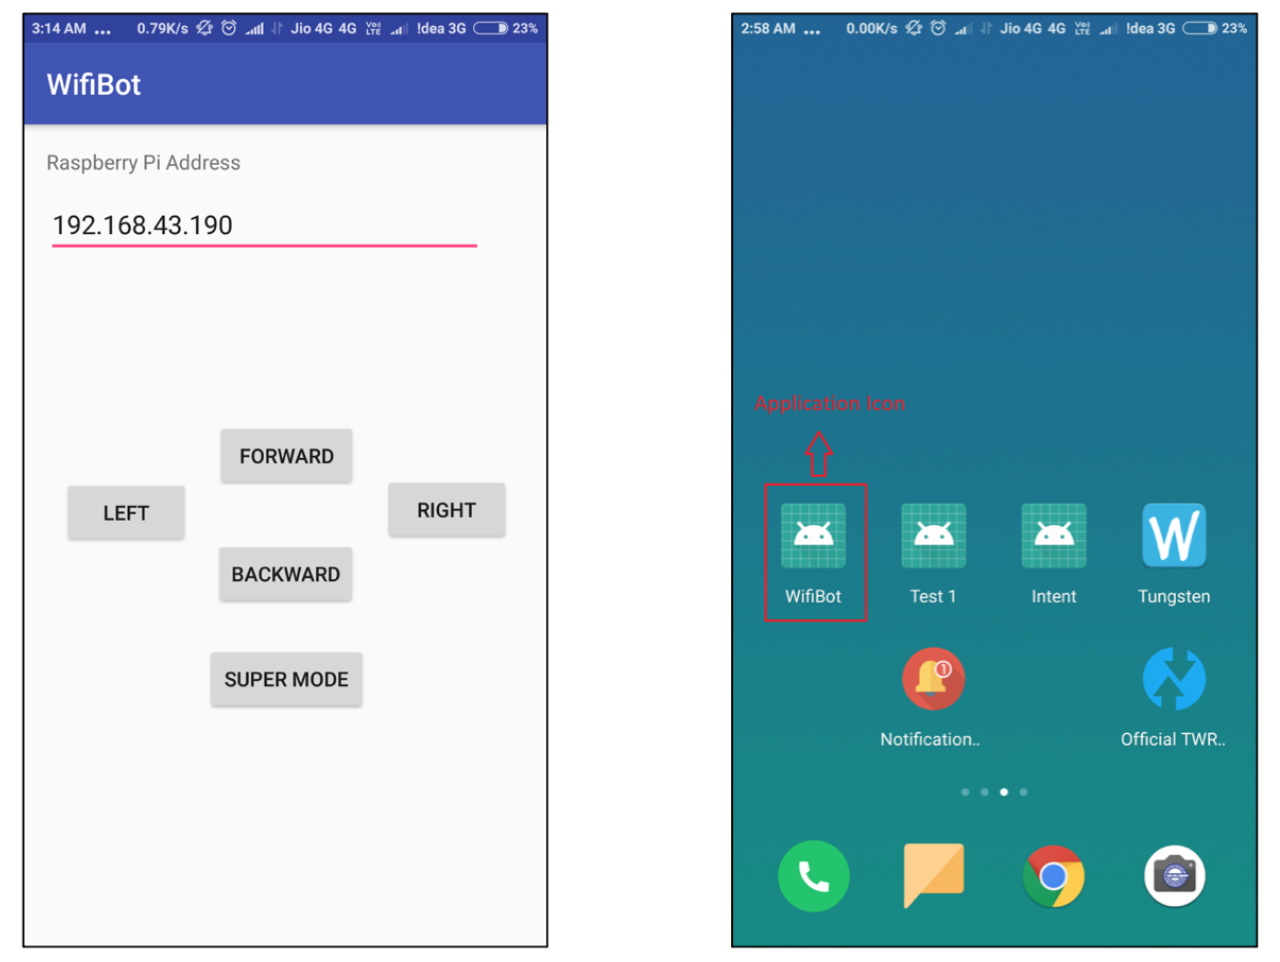 3:14 AM ... 0.79K/s Jio 4G 4G VoLTE !dea 3G 23%
WifiBot
Raspberry Pi Address
192.168.43.190
FORWARD
LEFT
RIGHT
BACKWARD
SUPER MODE
2:58 AM ... 0.00K/s Jio 4G 4G VoLTE !dea 3G 23%
Application Icon
WifiBot
Test 1
Intent
Tungsten
1
Notification..
Official TWR..